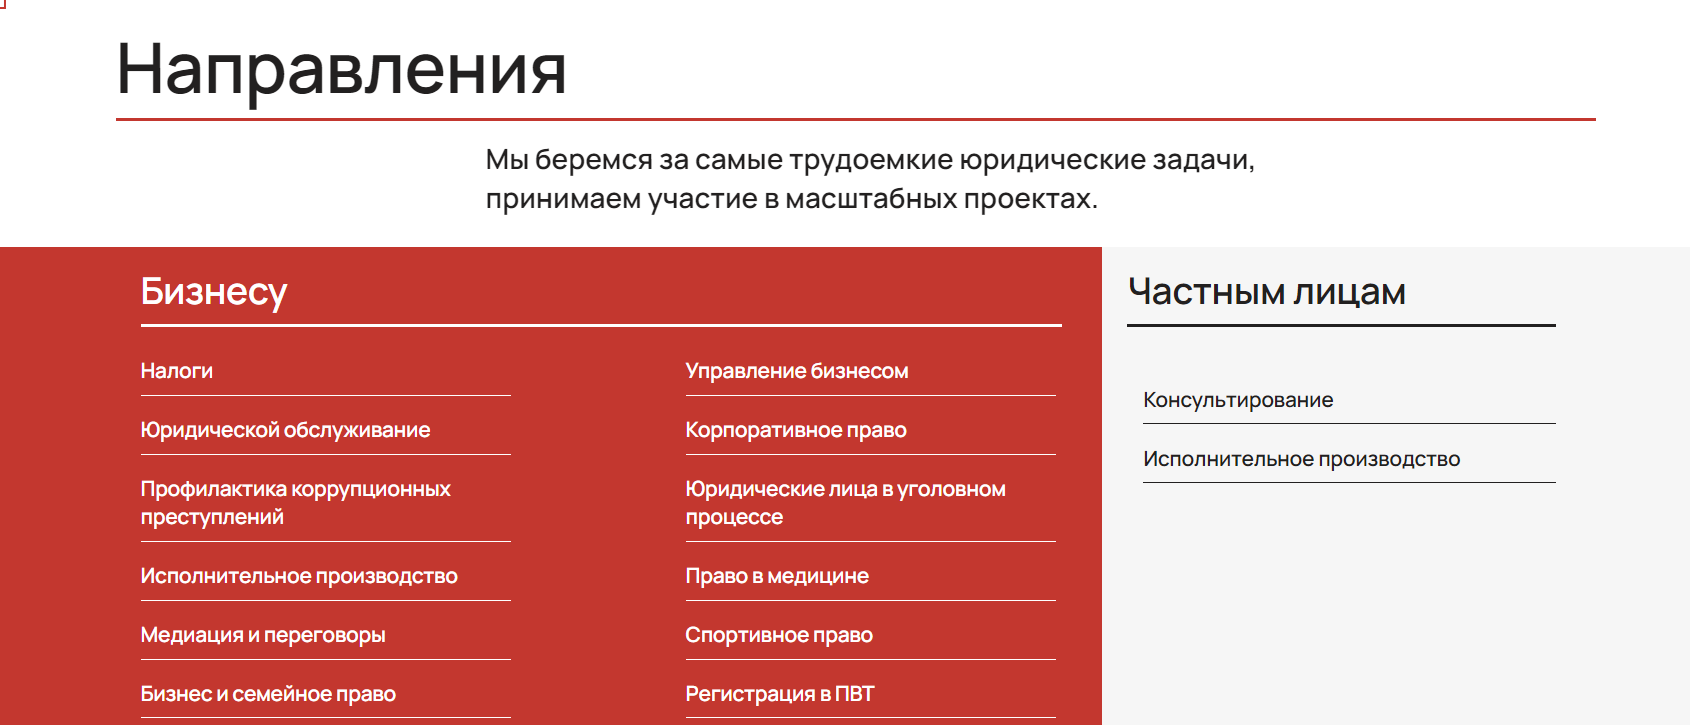 Направления
Мы беремся за самые трудоемкие юридические задачи,
принимаем участие в масштабных проектах.
Бизнесу
Налоги
Юридической обслуживание
Профилактика коррупционных
преступлений
Исполнительное производство
Медиация и переговоры
Бизнес и семейное право
Управление бизнесом
Корпоративное право
Юридические лица в уголовном
процессе
Право в медицине
Спортивное право
Регистрация в ПВТ
Частным лицам
Консультирование
Исполнительное производство